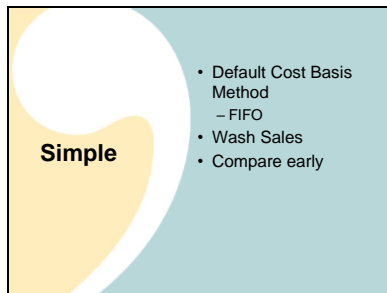 Simple
• Default Cost Basis
Method
– FIFO
• Wash Sales
• Compare early